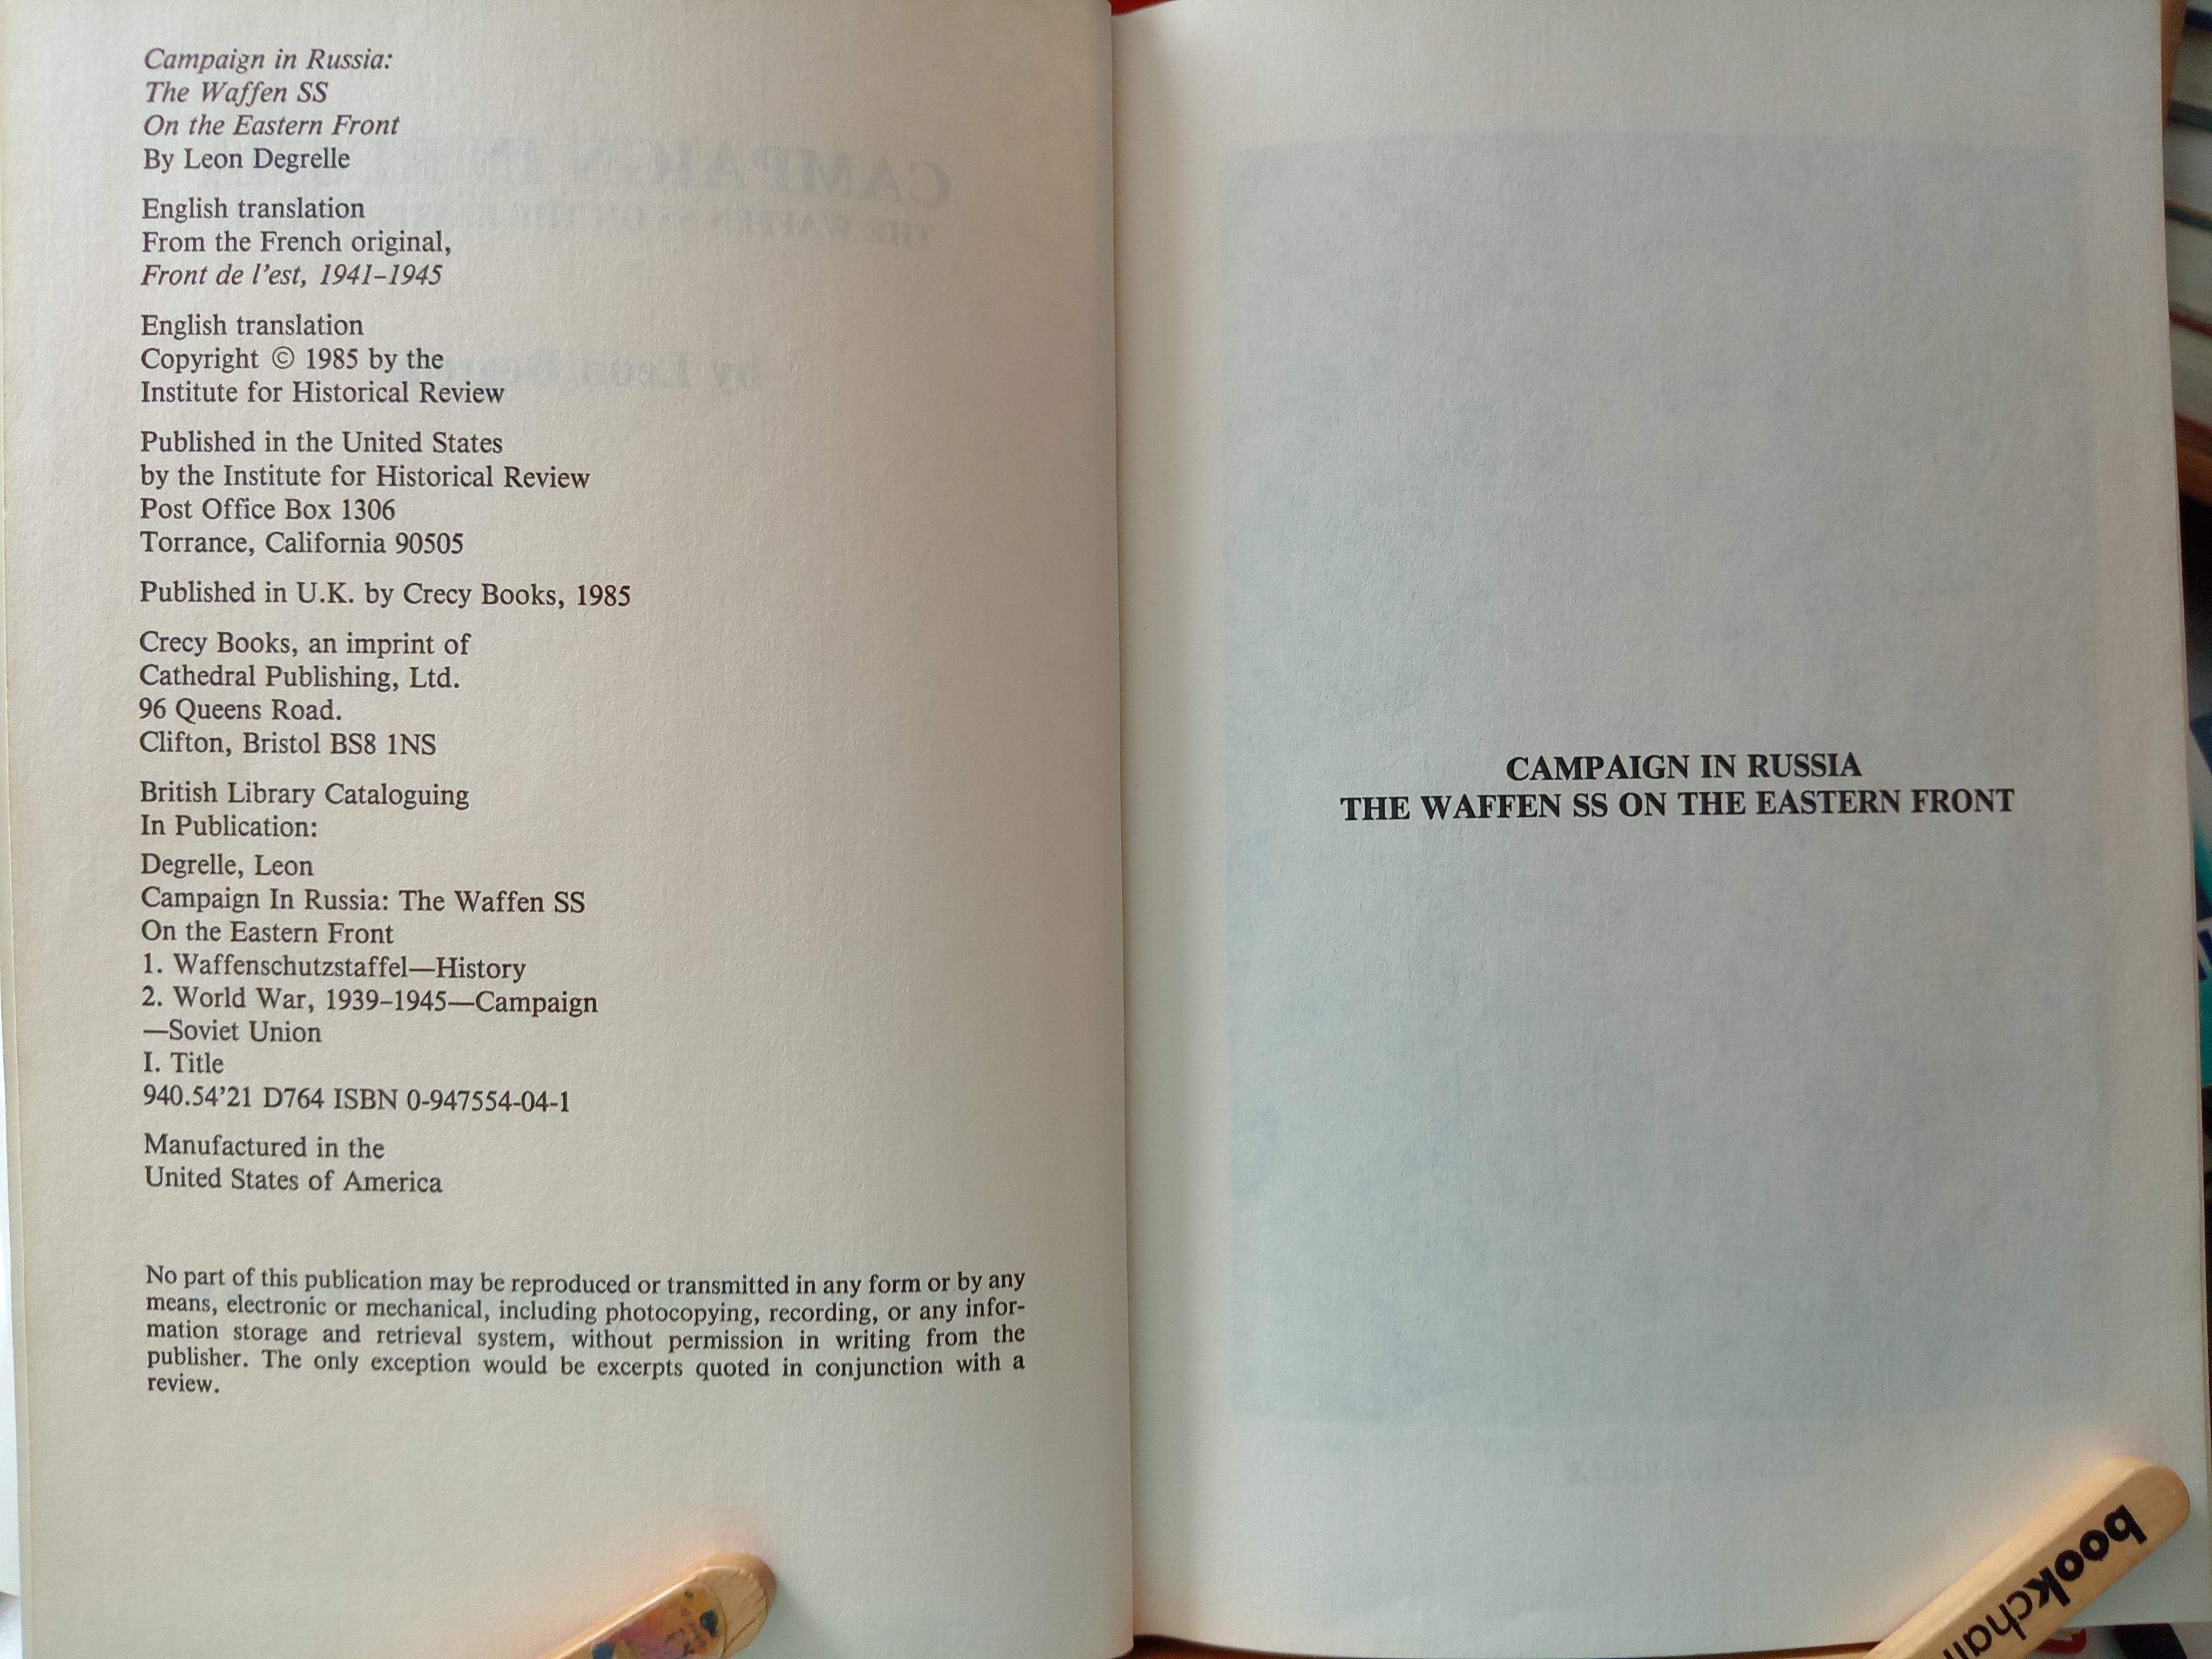 Campaign in Russia:
The Waffen SS
On the Eastern Front
By Leon Degrelle
English translation
From the French original,
Front de l'est, 1941–1945
English translation
Copyright © 1985 by the
Institute for Historical Review
Published in the United States
by the Institute for Historical Review
Post Office Box 1306
Torrance, California 90505
Published in U.K. by Crecy Books, 1985
Crecy Books, an imprint of
Cathedral Publishing, Ltd.
96 Queens Road.
Clifton, Bristol BS8 1NS
British Library Cataloguing
In Publication:
Degrelle, Leon
Campaign In Russia: The Waffen SS
On the Eastern Front
1. Waffenschutzstaffel—History
2. World War, 1939–1945—Campaign
—Soviet Union
I. Title
940.54'21 D764 ISBN 0-947554-04-1
Manufactured in the
United States of America
No part of this publication may be reproduced or transmitted in any form or by any
means, electronic or mechanical, including photocopying, recording, or any infor-
mation storage and retrieval system, without permission in writing from the
publisher. The only exception would be excerpts quoted in conjunction with a
review.
CAMPAIGN IN RUSSIA
THE WAFFEN SS ON THE EASTERN FRONT